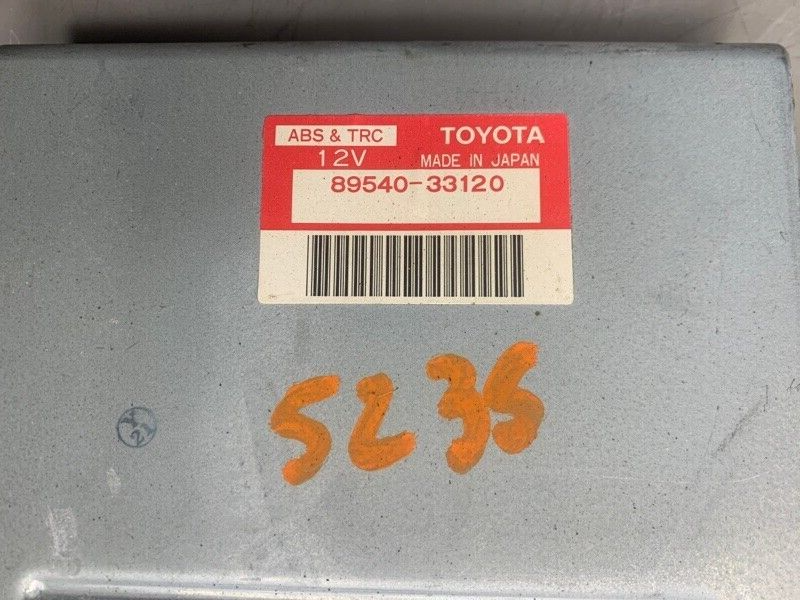 ABS & TRC TOYOTA
12V MADE IN JAPAN
89540-33120
5235